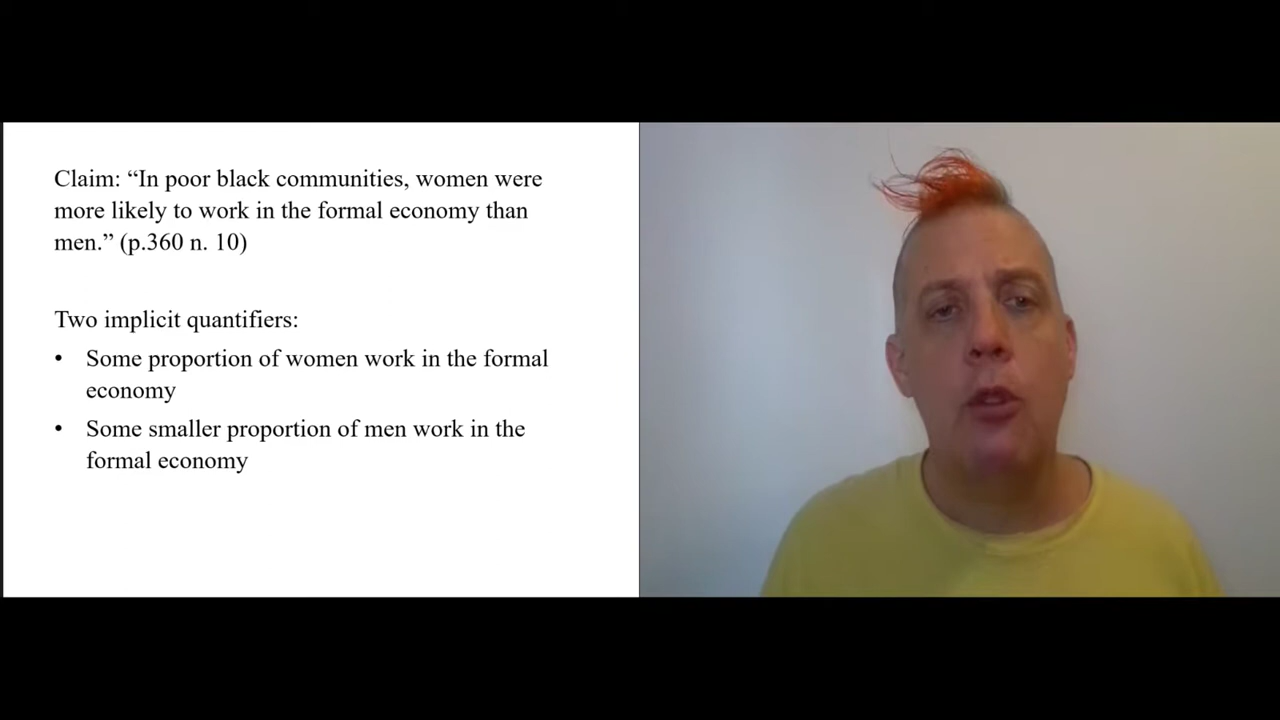 Claim: “In poor black communities, women were
more likely to work in the formal economy than
men.” (p.360 n. 10)
Two implicit quantifiers:
• Some proportion of women work in the formal
economy
• Some smaller proportion of men work in the
formal economy